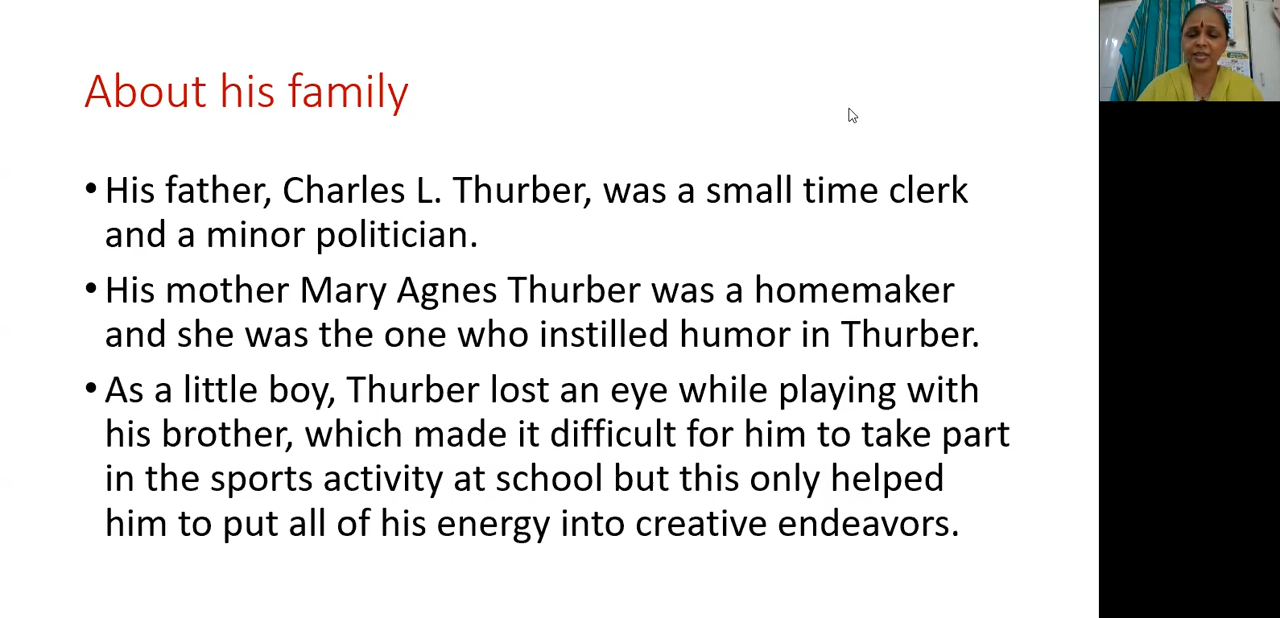 About his family
• His father, Charles L. Thurber, was a small time clerk
and a minor politician.
• His mother Mary Agnes Thurber was a homemaker
and she was the one who instilled humor in Thurber.
• As a little boy, Thurber lost an eye while playing with
his brother, which made it difficult for him to take part
in the sports activity at school but this only helped
him to put all of his energy into creative endeavors.